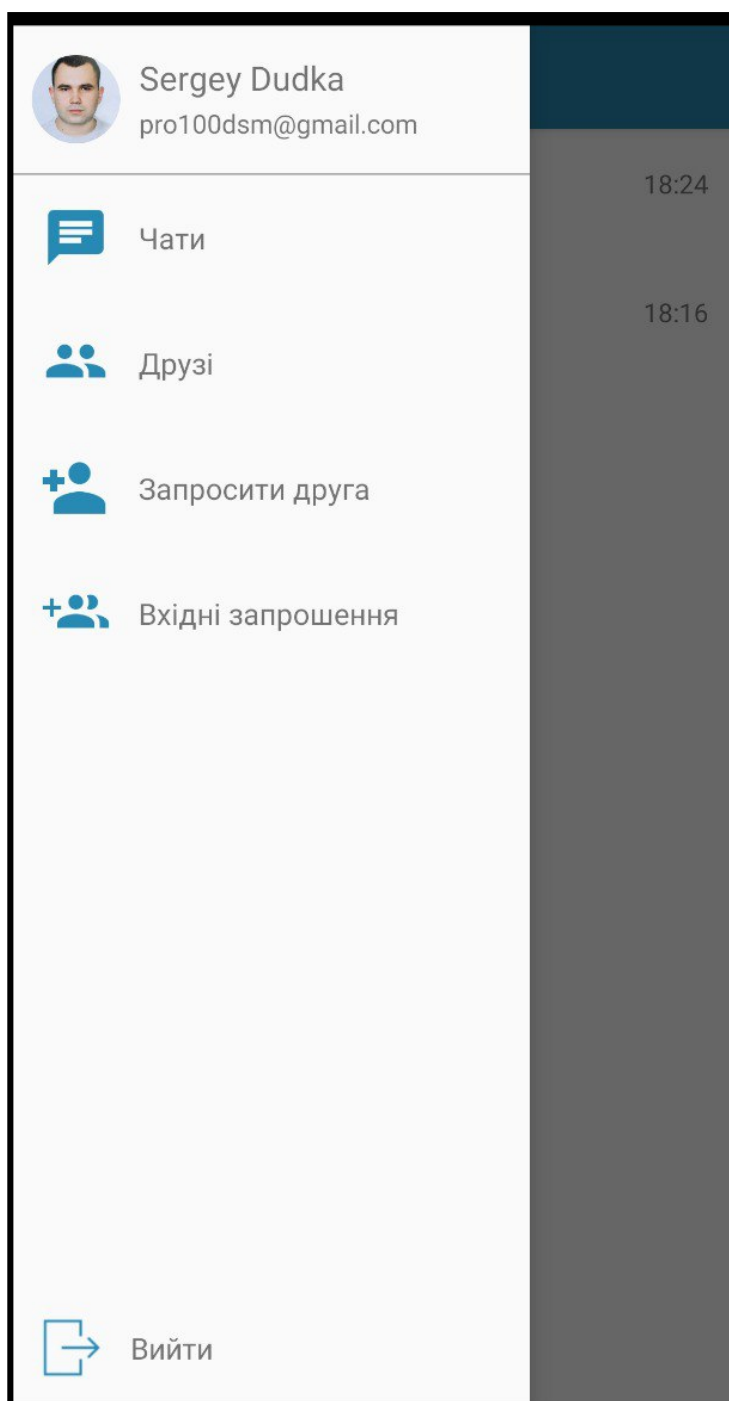 Sergey Dudka
pro100dsm@gmail.com
18:24
Чати
18:16
Друзі
Запросити друга
Вхідні запрошення
Вийти